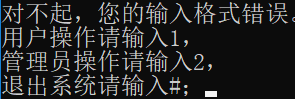 对不起，您的输入格式错误。
用户操作请输入1，
管理员操作请输入2，
退出系统请输入#；